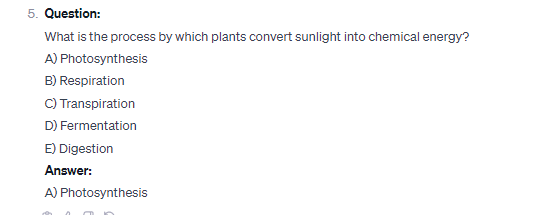 5. Question:
What is the process by which plants convert sunlight into chemical energy?
A) Photosynthesis
B) Respiration
C) Transpiration
D) Fermentation
E) Digestion
Answer:
A) Photosynthesis